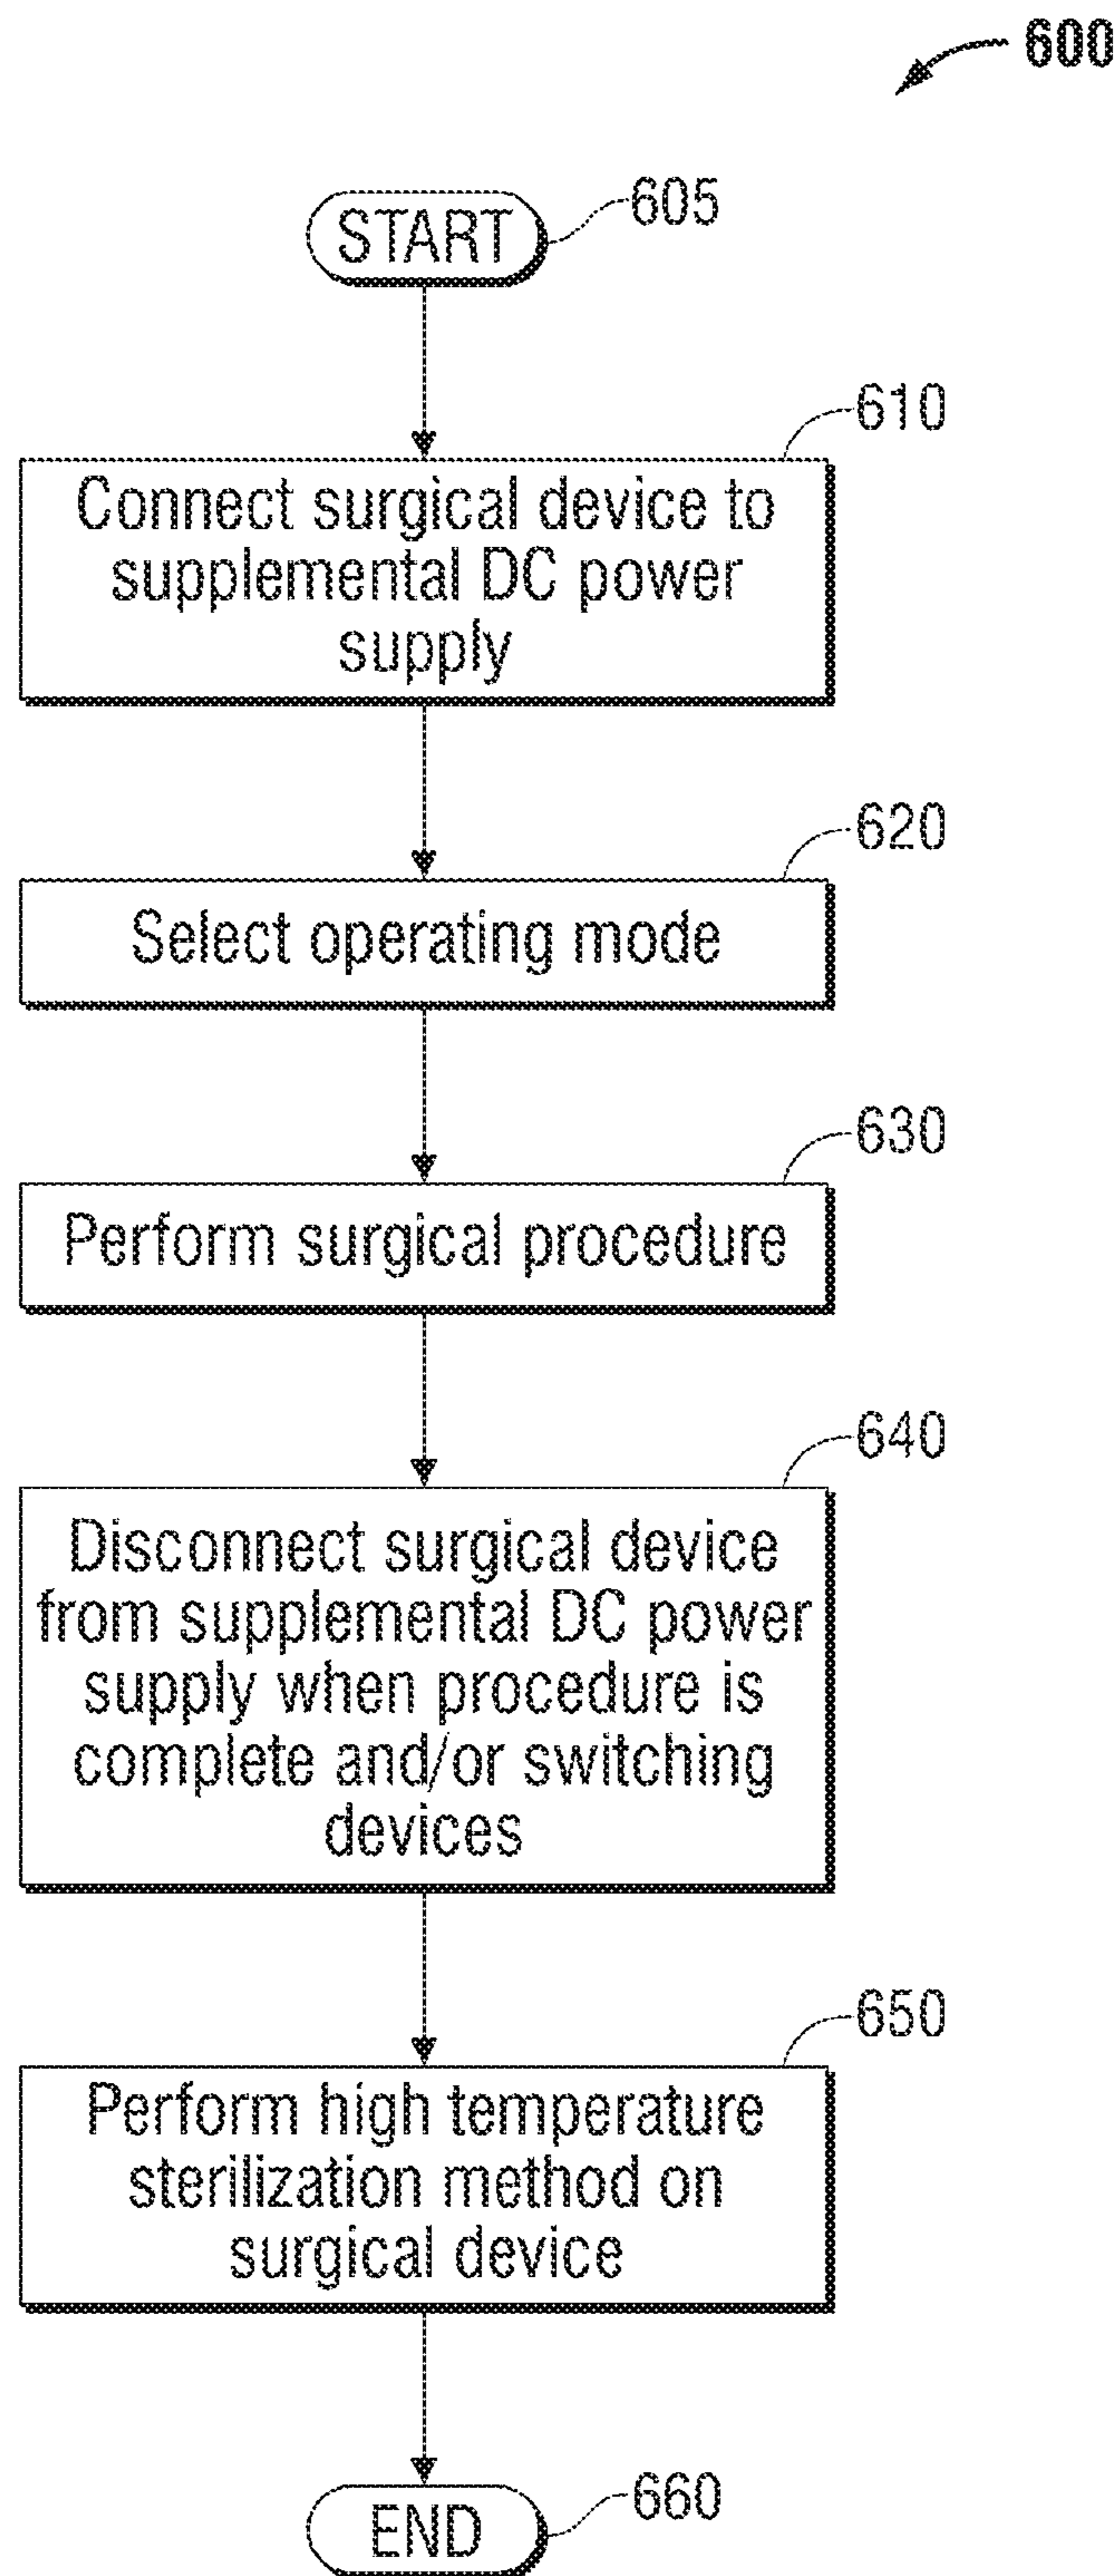 600
START
605
610
Connect surgical device to
supplemental DC power
supply
620
Select operating mode
630
Perform surgical procedure
640
Disconnect surgical device
from supplemental DC power
supply when procedure is
complete and/or switching
devices
650
Perform high temperature
sterilization method on
surgical device
END
660